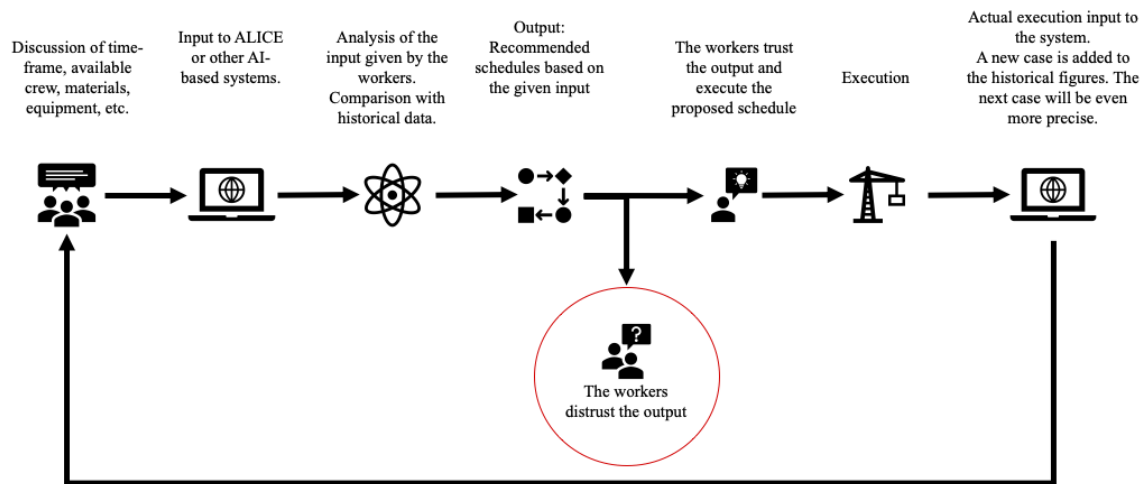 Discussion of time-
frame, available
crew, materials,
equipment, etc.
Input to ALICE
or other AI-
based systems.
Analysis of the
input given by the
workers.
Comparison with
historical data.
Output:
Recommended
schedules based on
the given input
The workers trust
the output and
execute the
proposed schedule
Execution
Actual execution input to
the system.
A new case is added to
the historical figures. The
next case will be even
more precise.
?
The workers
distrust the output